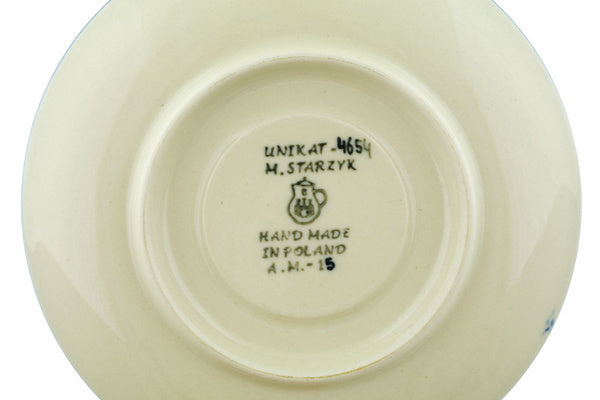 UNIKAT-4654
M. STARZYK
HAND MADE
IN POLAND
A.M.-15